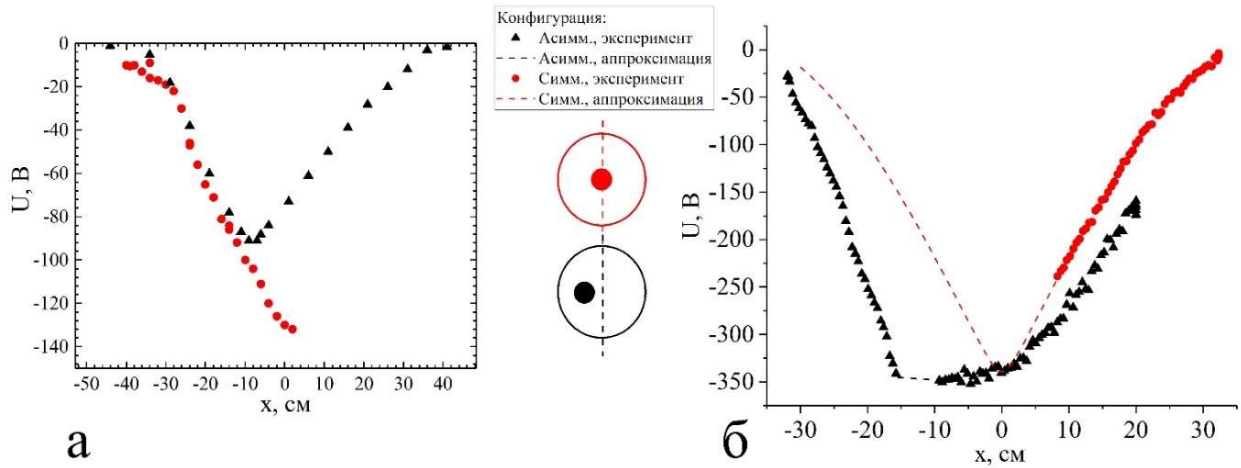 0
-20
-40
-60
-80
-100
-120
-140
U, В
-50 -40 -30 -20 -10 0 10 20 30 40
x, см
а
Конфигурация:
Асимм., эксперимент
Асимм., аппроксимация
Симм., эксперимент
Симм., аппроксимация
0
-50
-100
-150
-200
-250
-300
-350
U, В
-30 -20 -10 0 10 20 30
x, см
б